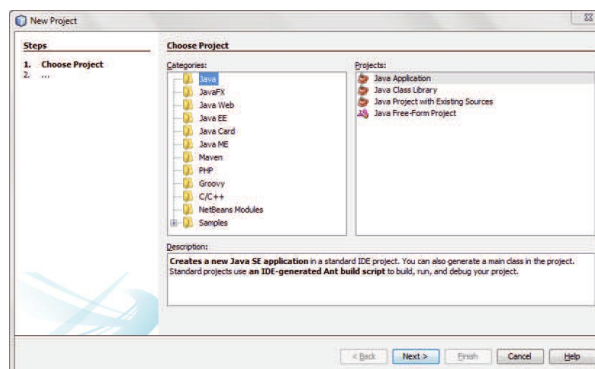 New Project
Steps
1. Choose Project
2. ...
Choose Project
Categories:
Java
JavaFX
Java Web
Java EE
Java Card
Java ME
Maven
PHP
Groovy
C/C++
NetBeans Modules
Samples
Projects:
Java Application
Java Class Library
Java Project with Existing Sources
Java Free-Form Project
Description:
Creates a new Java SE application in a standard IDE project. You can also generate a main class in the project.
Standard projects use an IDE-generated Ant build script to build, run, and debug your project.
< Back
Next >
Finish
Cancel
Help